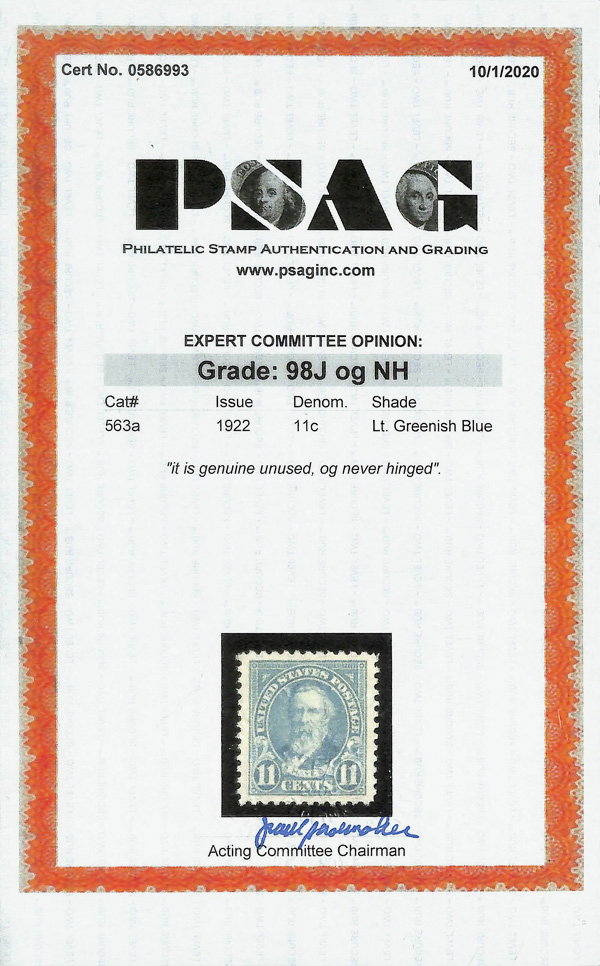 Cert No. 0586993 10/1/2020
PSAG
PHILATELIC STAMP AUTHENTICATION AND GRADING
www.psaginc.com
EXPERT COMMITTEE OPINION:
Grade: 98J og NH
Cat# Issue Denom. Shade
563a 1922 11c Lt. Greenish Blue
"it is genuine unused, og never hinged".
UNITED STATES POSTAGE
HAYES
11 CENTS 11
Acting Committee Chairman